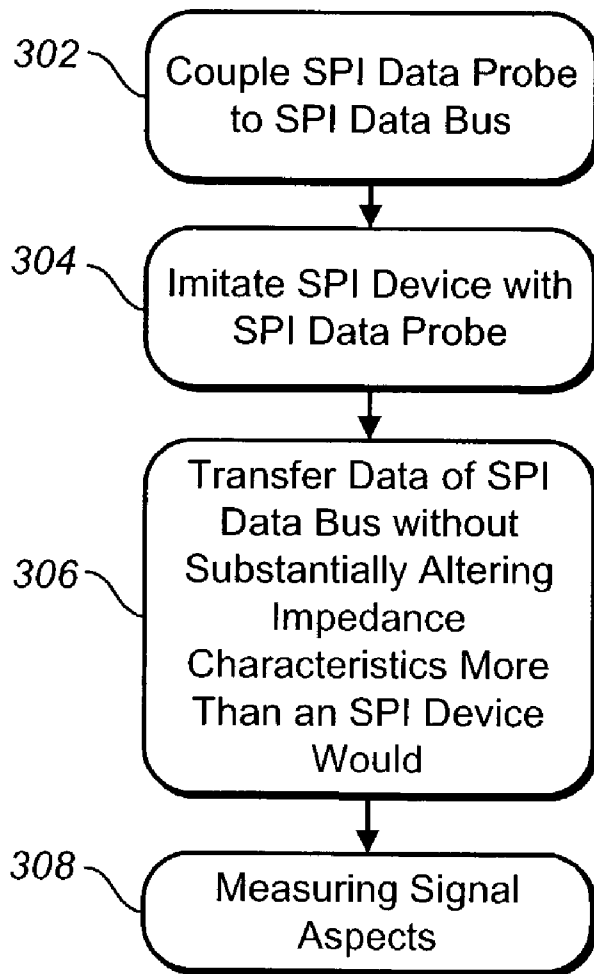 302
Couple SPI Data Probe
to SPI Data Bus
304
Imitate SPI Device with
SPI Data Probe
306
Transfer Data of SPI
Data Bus without
Substantially Altering
Impedance
Characteristics More
Than an SPI Device
Would
308
Measuring Signal
Aspects